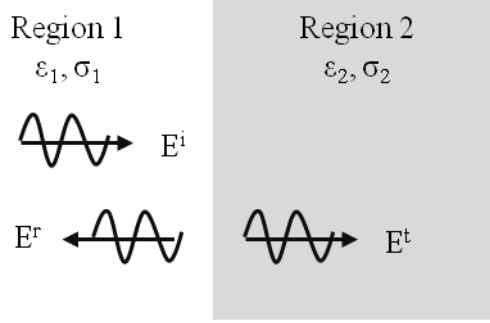 Region 1
Region 2
ε₁, σ₁
ε₂, σ₂
Eⁱ
Eʳ
Eᵗ